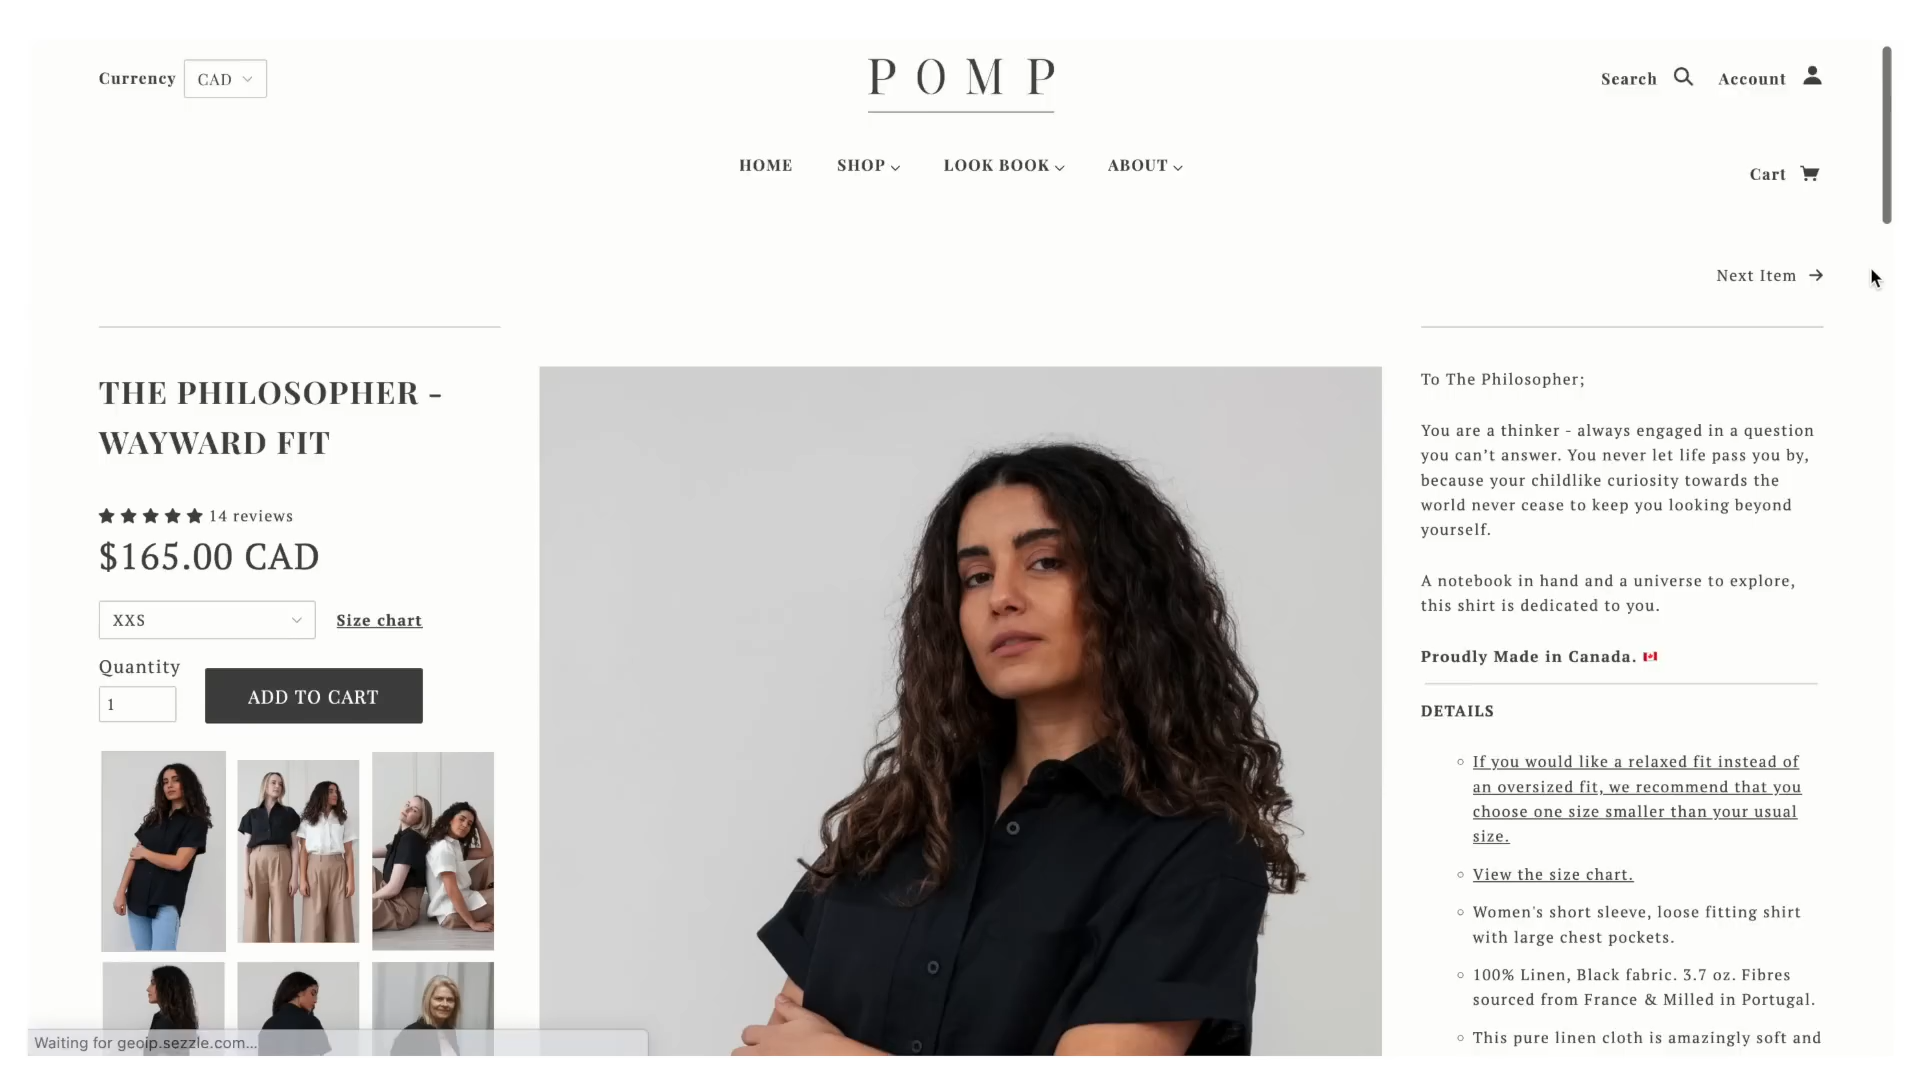 Currency CAD
POMP
Search Account
HOME SHOP LOOK BOOK ABOUT
Cart
Next Item
THE PHILOSOPHER -
WAYWARD FIT
14 reviews
$165.00 CAD
XXS Size chart
Quantity
1 ADD TO CART
To The Philosopher;
You are a thinker - always engaged in a question
you can’t answer. You never let life pass you by,
because your childlike curiosity towards the
world never cease to keep you looking beyond
yourself.
A notebook in hand and a universe to explore,
this shirt is dedicated to you.
Proudly Made in Canada. 🇨🇦
DETAILS
If you would like a relaxed fit instead of
an oversized fit, we recommend that you
choose one size smaller than your usual
size.
View the size chart.
Women's short sleeve, loose fitting shirt
with large chest pockets.
100% Linen, Black fabric. 3.7 oz. Fibres
sourced from France & Milled in Portugal.
This pure linen cloth is amazingly soft and
Waiting for geoip.sezzle.com...